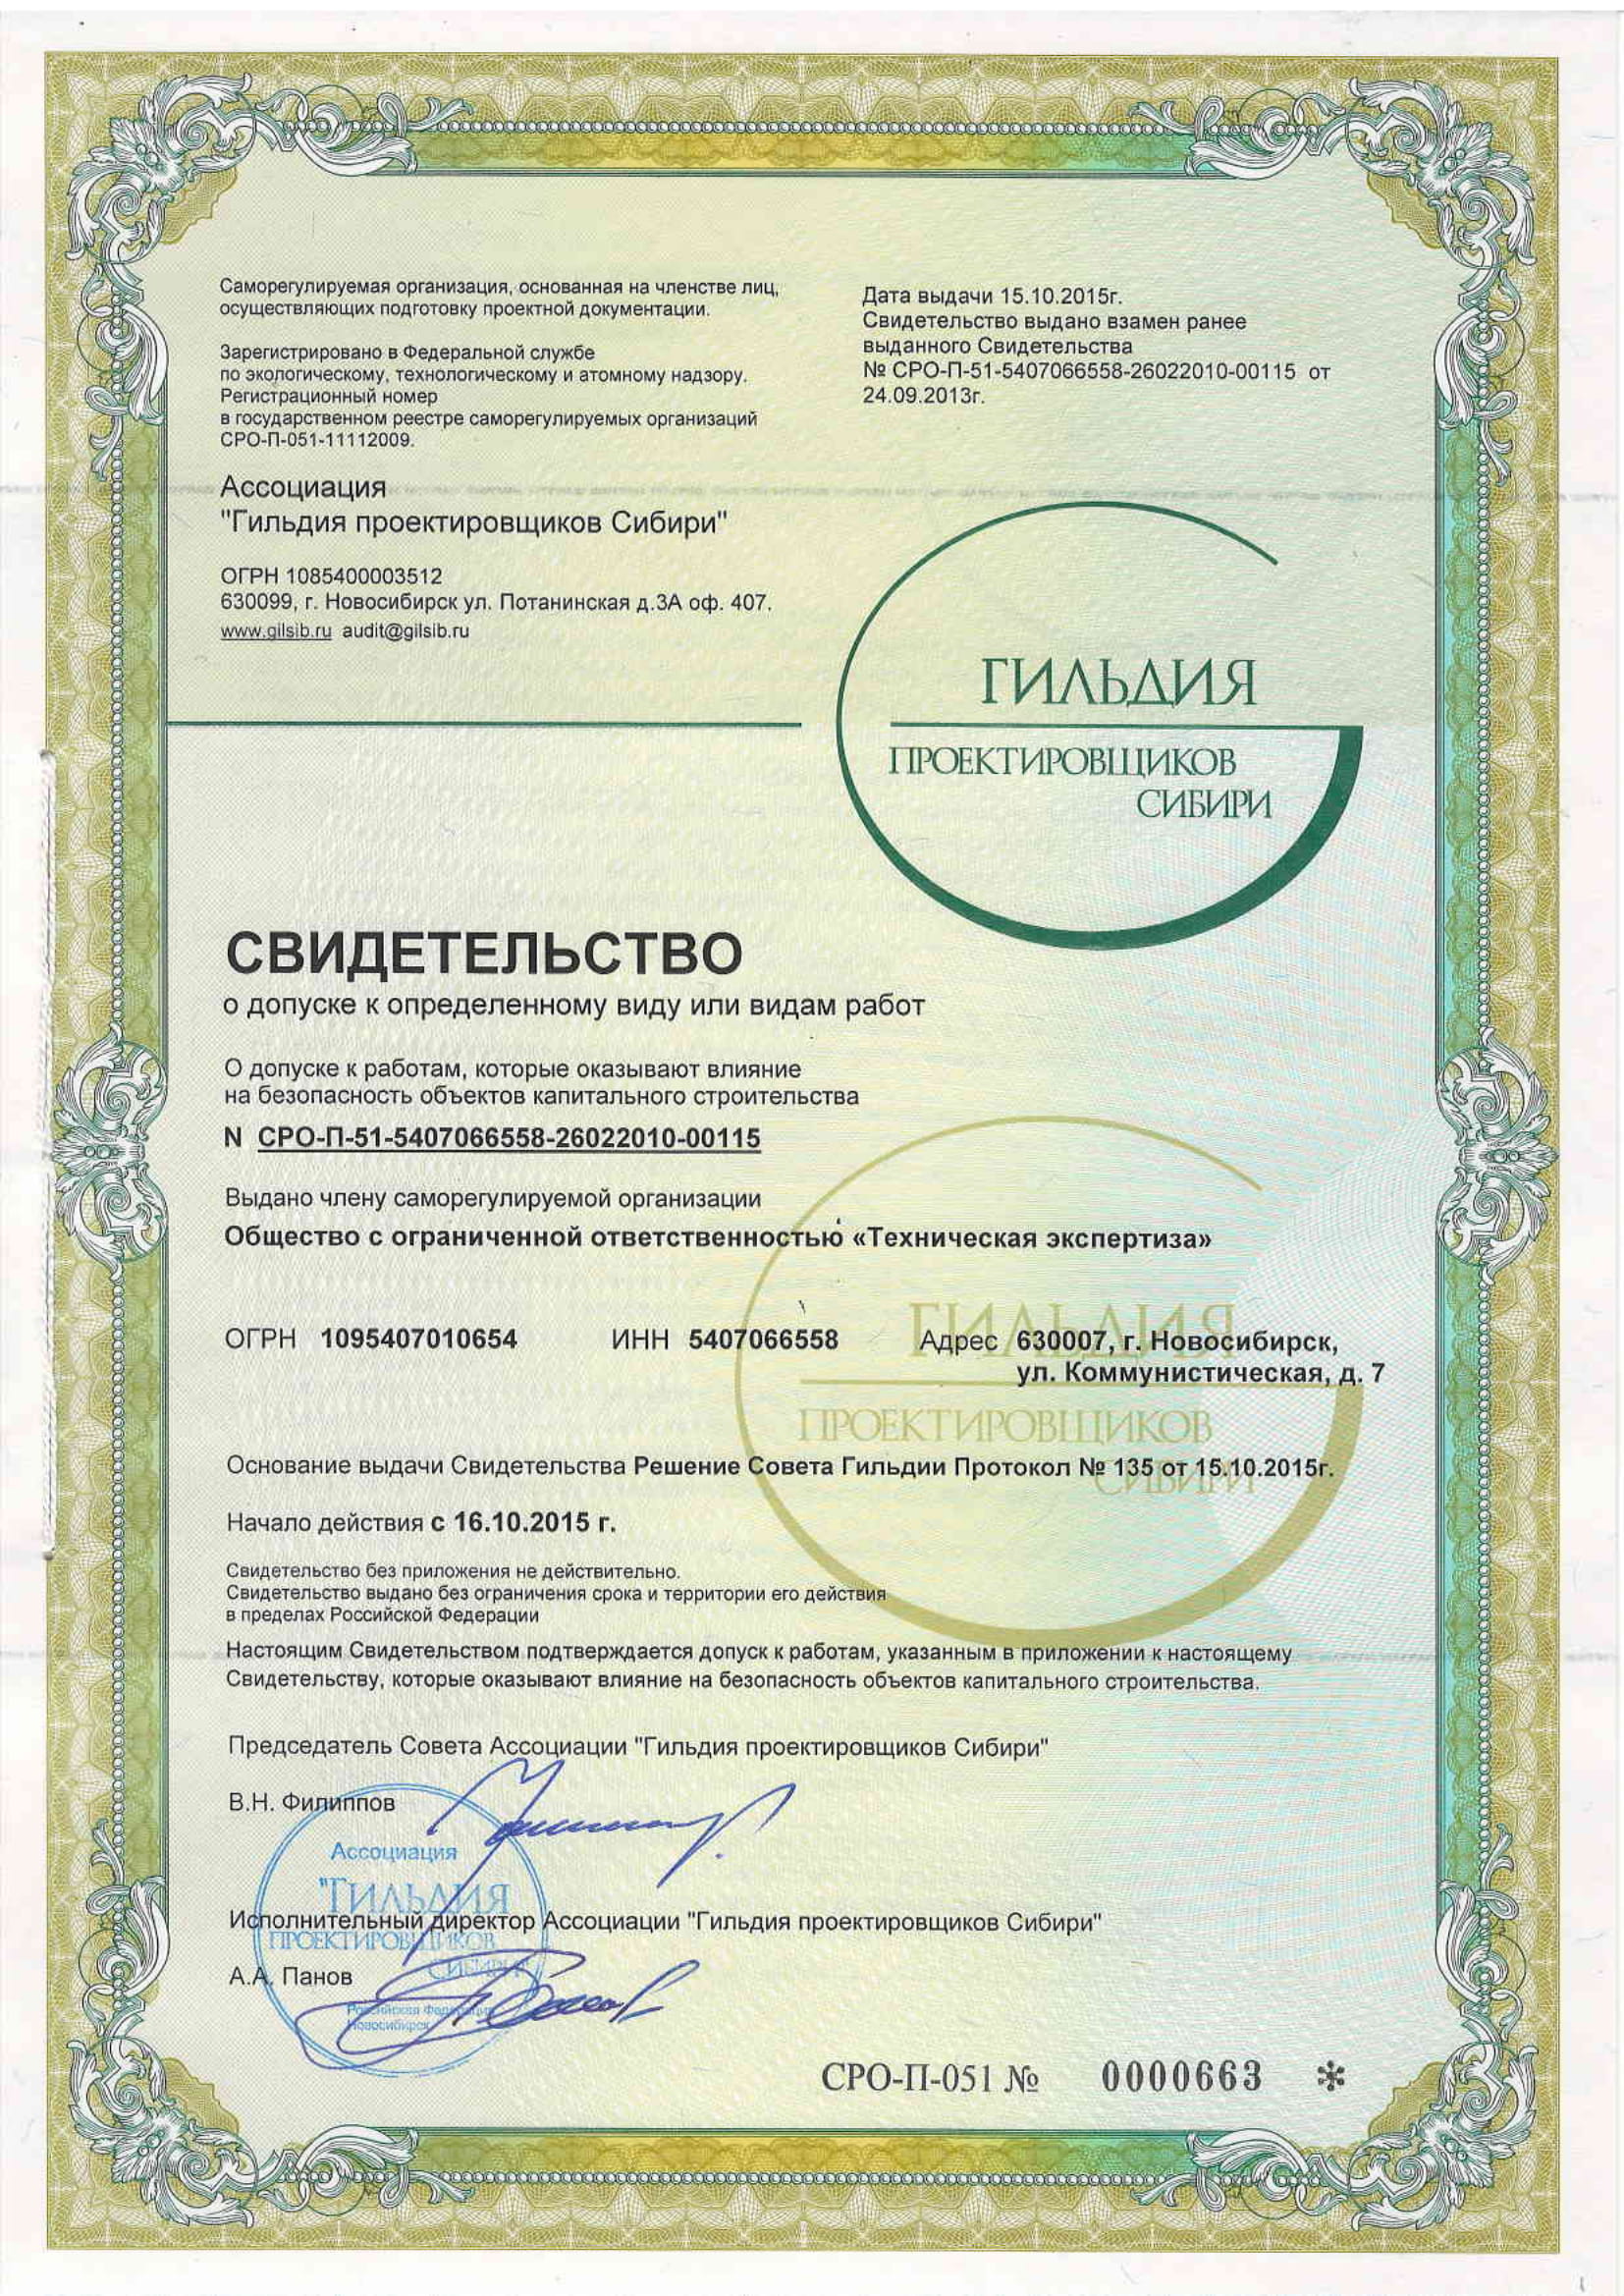 Саморегулируемая организация, основанная на членстве лиц,
осуществляющих подготовку проектной документации.
Зарегистрировано в Федеральной службе
по экологическому, технологическому и атомному надзору.
Регистрационный номер
в государственном реестре саморегулируемых организаций
СРО-П-051-11112009.
Дата выдачи 15.10.2015г.
Свидетельство выдано взамен ранее
выданного Свидетельства
№ СРО-П-51-5407066558-26022010-00115 от
24.09.2013г.
Ассоциация
"Гильдия проектировщиков Сибири"
ОГРН 1085400003512
630099, г. Новосибирск ул. Потанинская д.3А оф. 407.
www.gilsib.ru audit@gilsib.ru
ГИЛЬДИЯ
ПРОЕКТИРОВЩИКОВ
СИБИРИ
СВИДЕТЕЛЬСТВО
о допуске к определенному виду или видам работ
О допуске к работам, которые оказывают влияние
на безопасность объектов капитального строительства
N СРО-П-51-5407066558-26022010-00115
Выдано члену саморегулируемой организации
Общество с ограниченной ответственностью «Техническая экспертиза»
ГИЛЬДИЯ
ОГРН 1095407010654 ИНН 5407066558 Адрес 630007, г. Новосибирск,
ул. Коммунистическая, д. 7
ПРОЕКТИРОВЩИКОВ
СИБИРИ
Основание выдачи Свидетельства Решение Совета Гильдии Протокол № 135 от 15.10.2015г.
Начало действия с 16.10.2015 г.
Свидетельство без приложения не действительно.
Свидетельство выдано без ограничения срока и территории его действия
в пределах Российской Федерации
Настоящим Свидетельством подтверждается допуск к работам, указанным в приложении к настоящему
Свидетельству, которые оказывают влияние на безопасность объектов капитального строительства.
Председатель Совета Ассоциации "Гильдия проектировщиков Сибири"
В.Н. Филиппов
Ассоциация
"ГИЛЬДИЯ
Исполнительный директор Ассоциации "Гильдия проектировщиков Сибири"
ПРОЕКТИРОВЩИКОВ
СИБИРИ"
А.А. Панов
Российская Федерация
Новосибирск
СРО-П-051 № 0000663 *